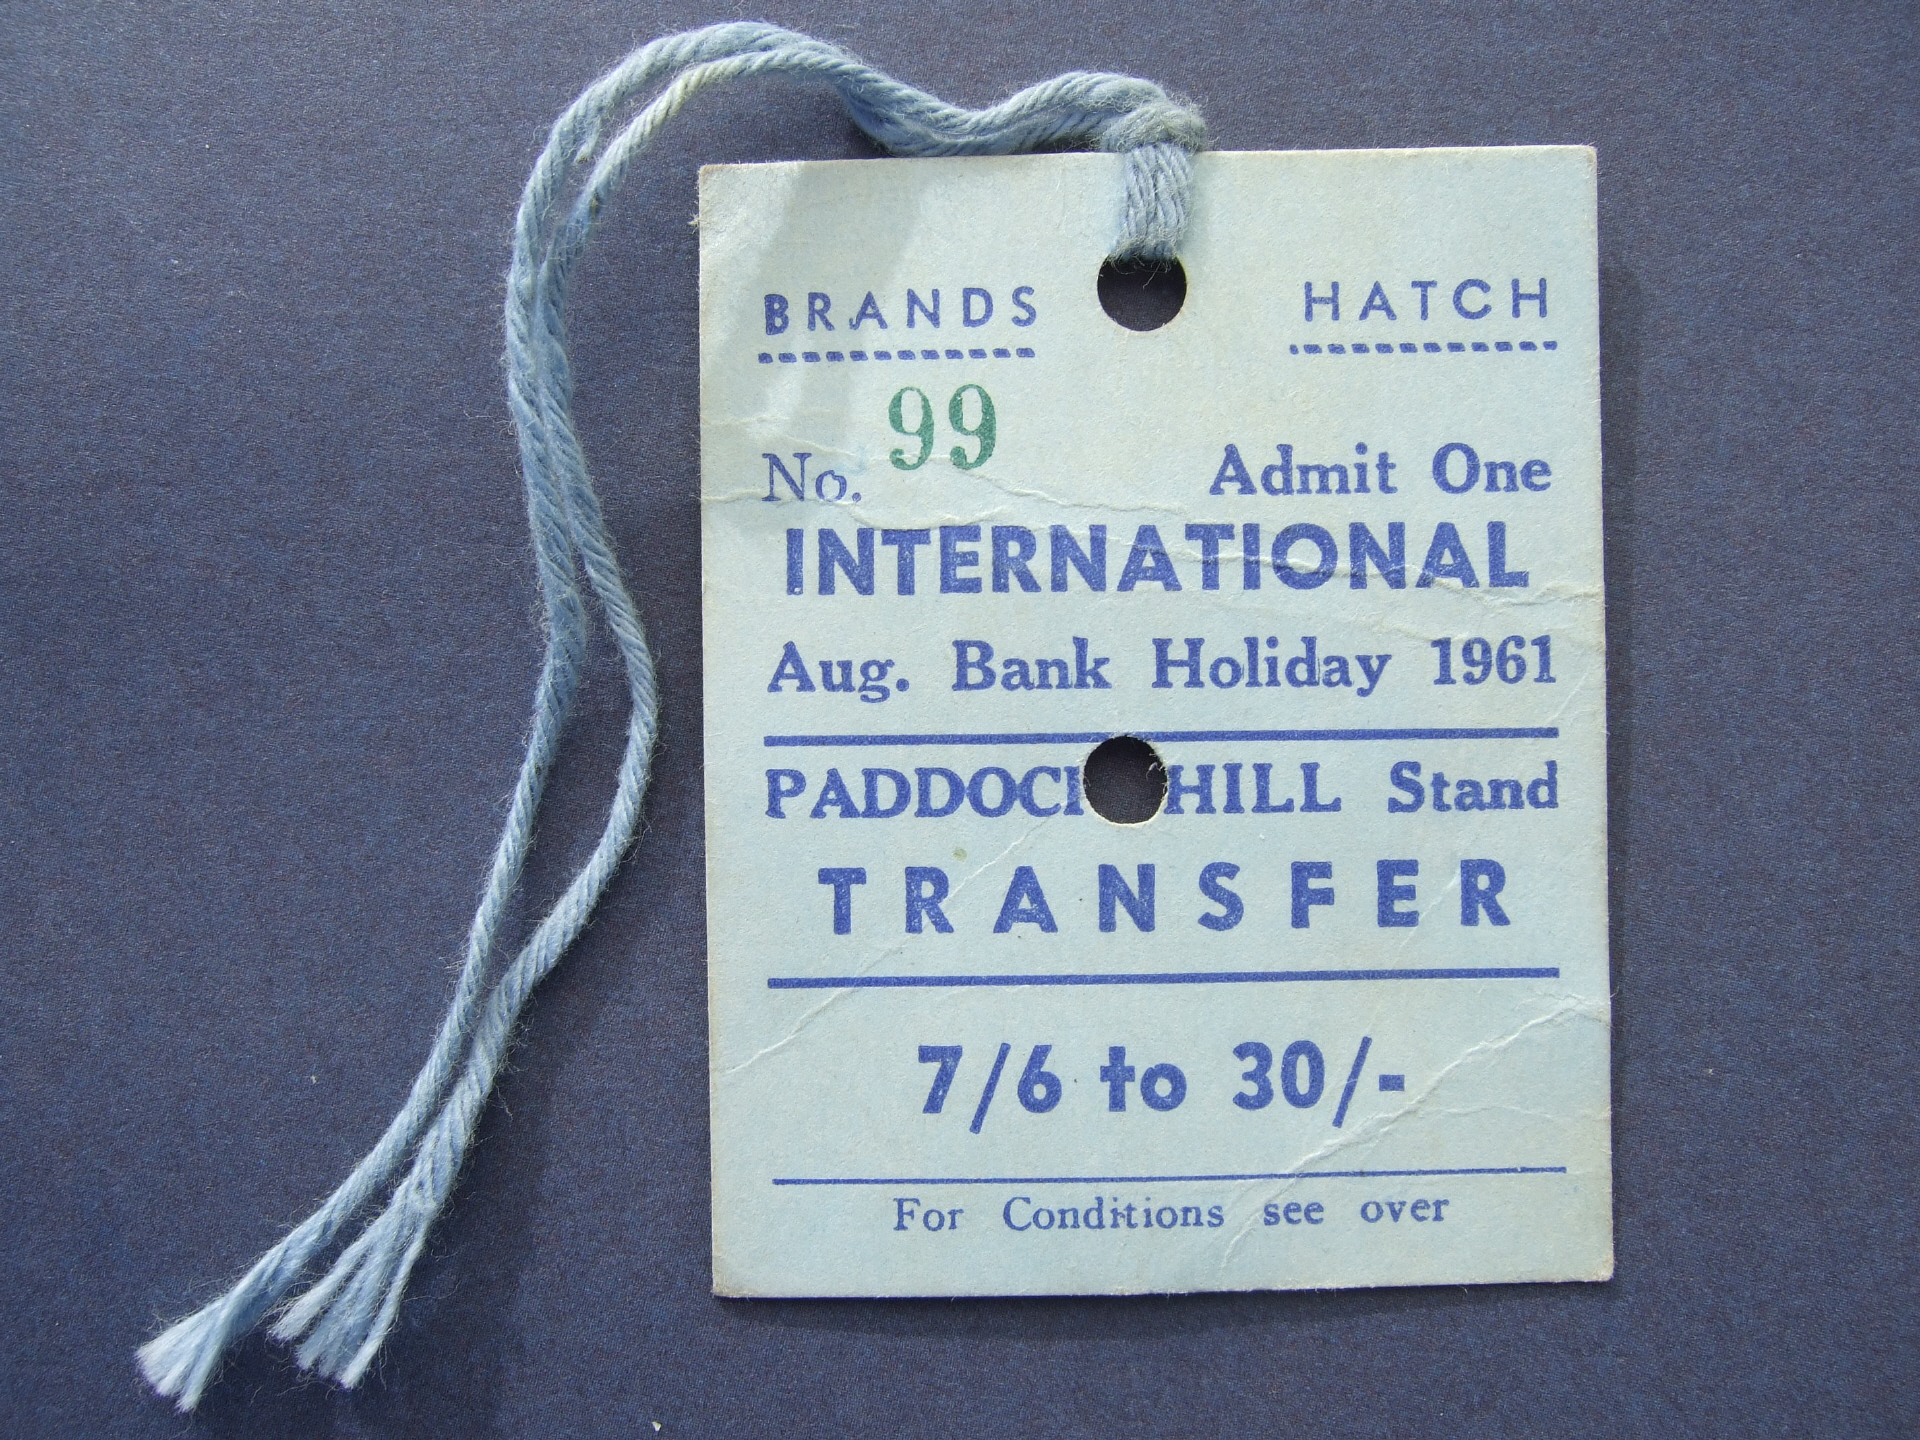 BRANDS HATCH
No. 99 Admit One
INTERNATIONAL
Aug. Bank Holiday 1961
PADDOCK HILL Stand
TRANSFER
7/6 to 30/-
For Conditions see over